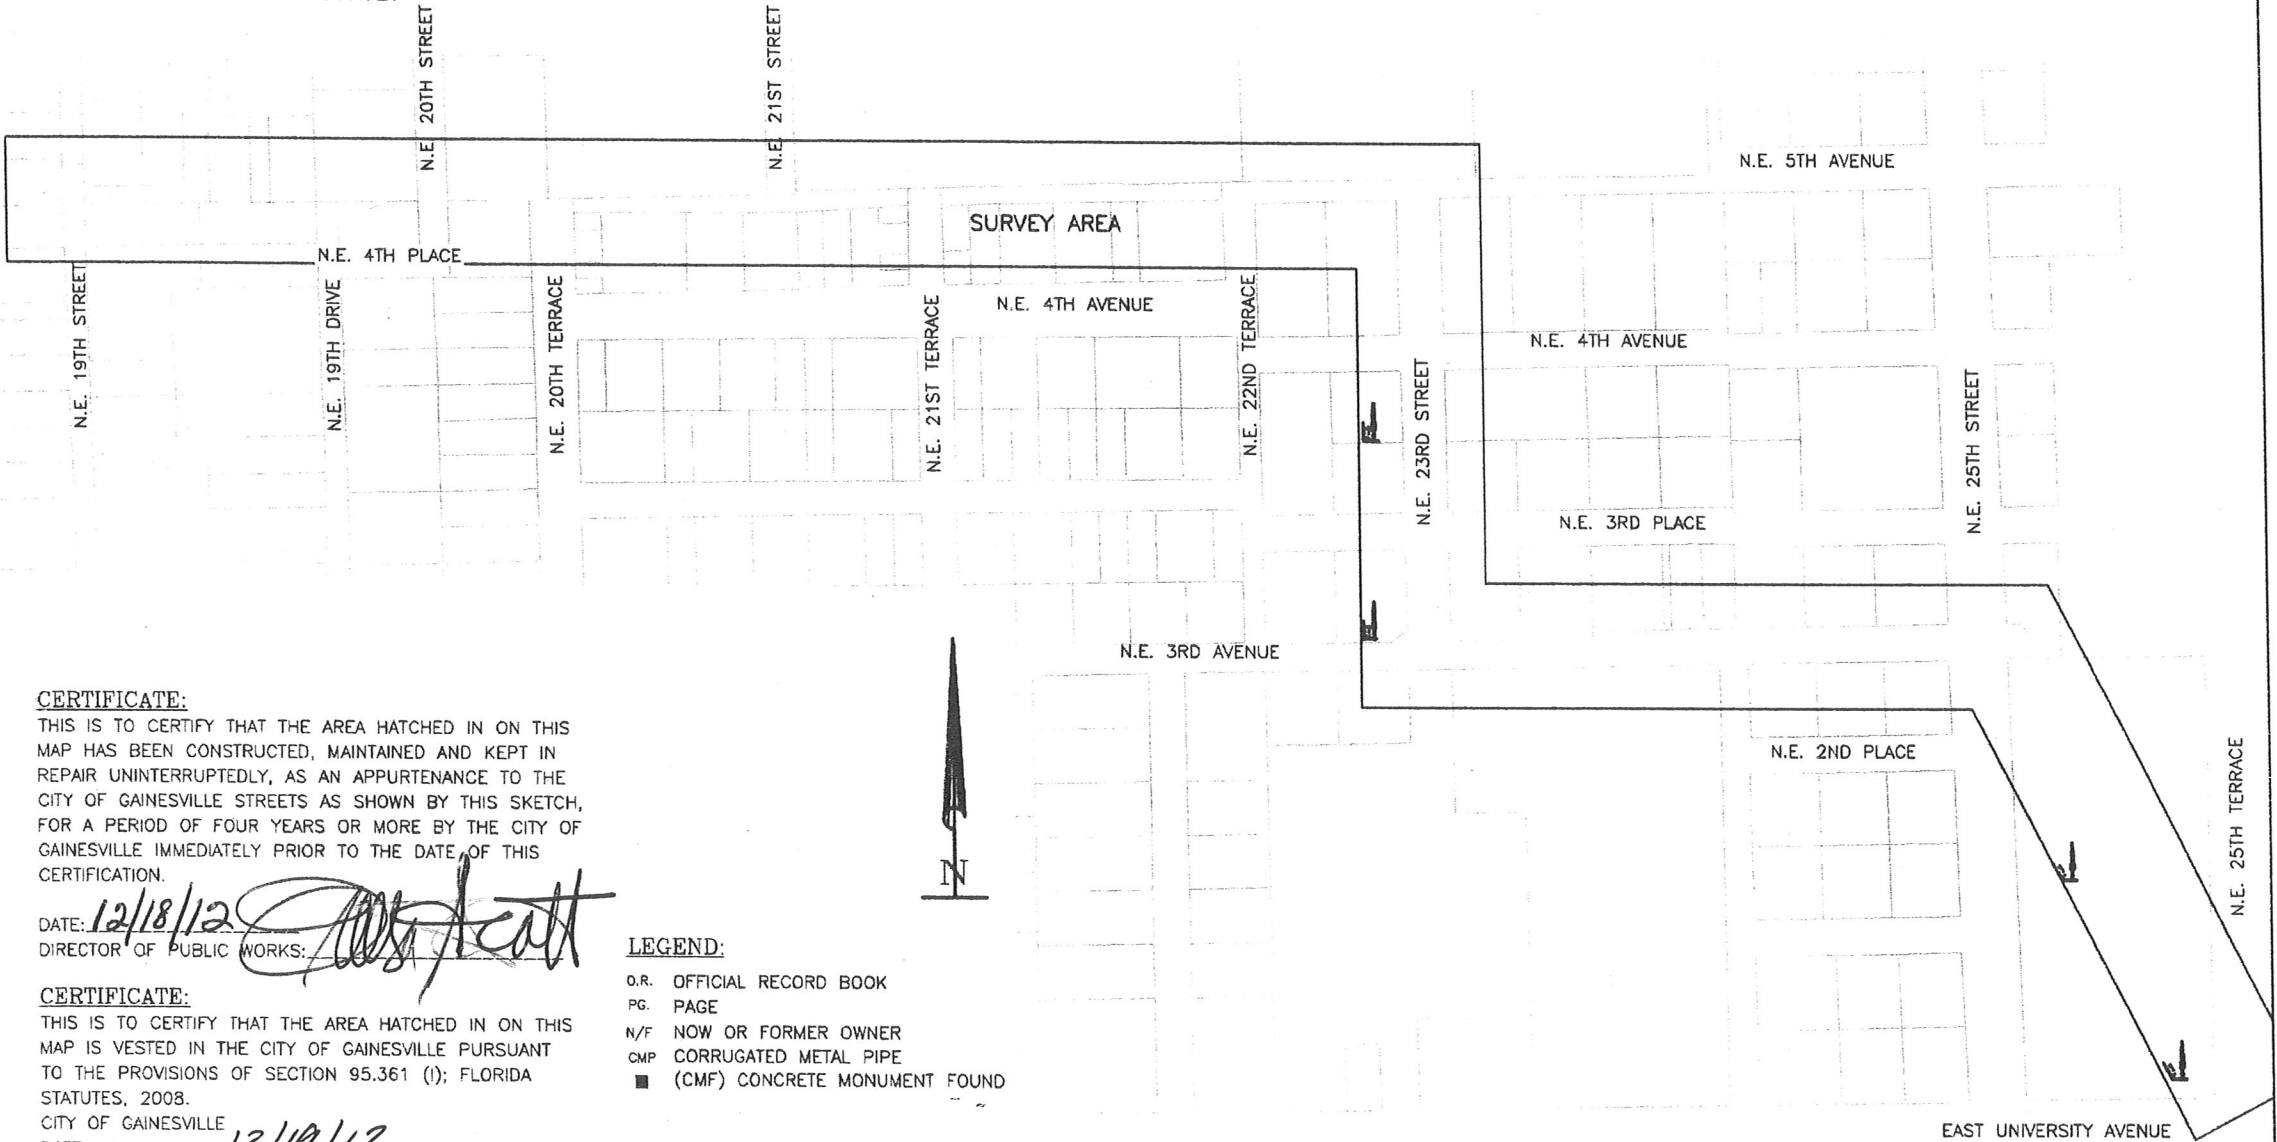 N.E. 20TH STREET
N.E. 21ST STREET
N.E. 5TH AVENUE
SURVEY AREA
N.E. 4TH PLACE
N.E. 19TH STREET
N.E. 19TH DRIVE
N.E. 20TH TERRACE
N.E. 21ST TERRACE
N.E. 4TH AVENUE
N.E. 22ND TERRACE
N.E. 4TH AVENUE
N.E. 23RD STREET
N.E. 25TH STREET
N.E. 3RD PLACE
N.E. 3RD AVENUE
N.E. 2ND PLACE
N.E. 25TH TERRACE
EAST UNIVERSITY AVENUE
N
CERTIFICATE:
THIS IS TO CERTIFY THAT THE AREA HATCHED IN ON THIS
MAP HAS BEEN CONSTRUCTED, MAINTAINED AND KEPT IN
REPAIR UNINTERRUPTEDLY, AS AN APPURTENANCE TO THE
CITY OF GAINESVILLE STREETS AS SHOWN BY THIS SKETCH,
FOR A PERIOD OF FOUR YEARS OR MORE BY THE CITY OF
GAINESVILLE IMMEDIATELY PRIOR TO THE DATE OF THIS
CERTIFICATION.
DATE: 12/18/12
DIRECTOR OF PUBLIC WORKS:
CERTIFICATE:
THIS IS TO CERTIFY THAT THE AREA HATCHED IN ON THIS
MAP IS VESTED IN THE CITY OF GAINESVILLE PURSUANT
TO THE PROVISIONS OF SECTION 95.361 (I); FLORIDA
STATUTES, 2008.
CITY OF GAINESVILLE
12/19/12
LEGEND:
O.R. OFFICIAL RECORD BOOK
PG. PAGE
N/F NOW OR FORMER OWNER
CMP CORRUGATED METAL PIPE
■ (CMF) CONCRETE MONUMENT FOUND